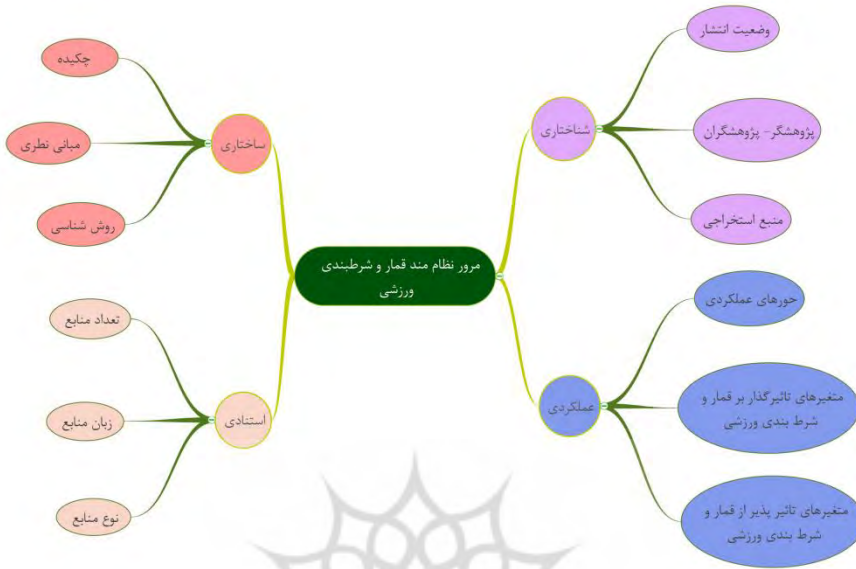 مرور نظام مند قمار و شرطبندی
ورزشی
شناختاری
وضعیت انتشار
پژوهشگر- پژوهشگران
منبع استخراجی
عملکردی
حورهای عملکردی
متغیرهای تاثیرگذار بر قمار و
شرط بندی ورزشی
متغیرهای تاثیر پذیر از قمار و
شرط بندی ورزشی
ساختاری
چکیده
مبانی نطری
روش شناسی
استنادی
تعداد منابع
زبان منابع
نوع منابع